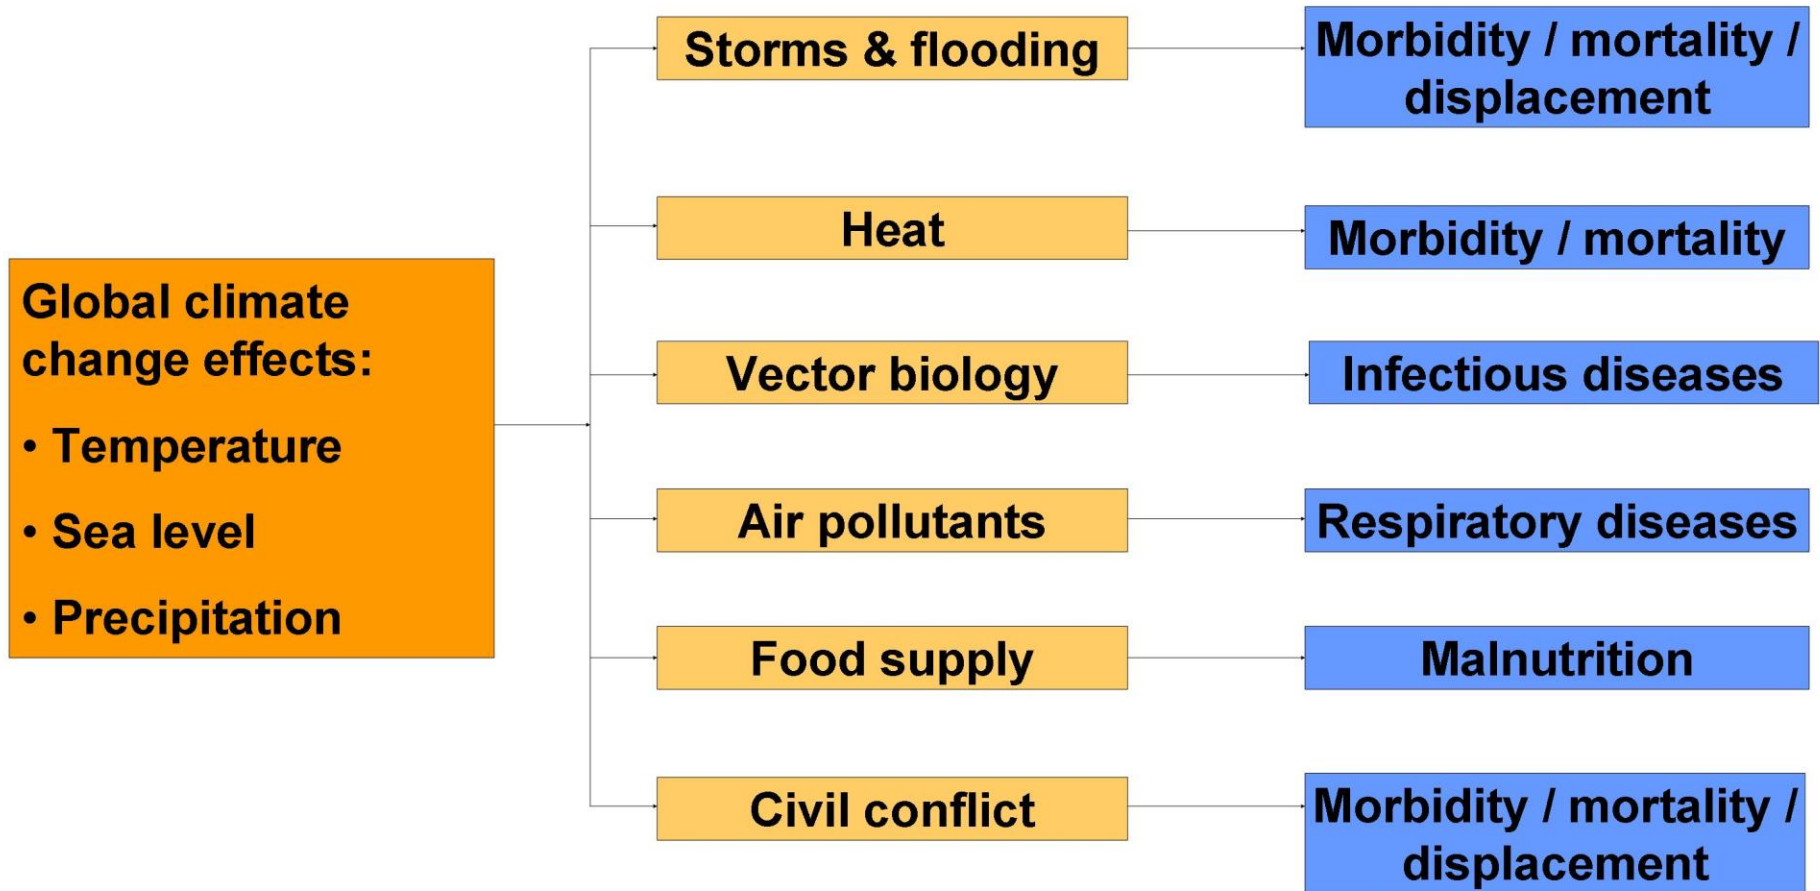 Global climate
change effects:
• Temperature
• Sea level
• Precipitation
Storms & flooding
Morbidity / mortality /
displacement
Heat
Morbidity / mortality
Vector biology
Infectious diseases
Air pollutants
Respiratory diseases
Food supply
Malnutrition
Civil conflict
Morbidity / mortality /
displacement